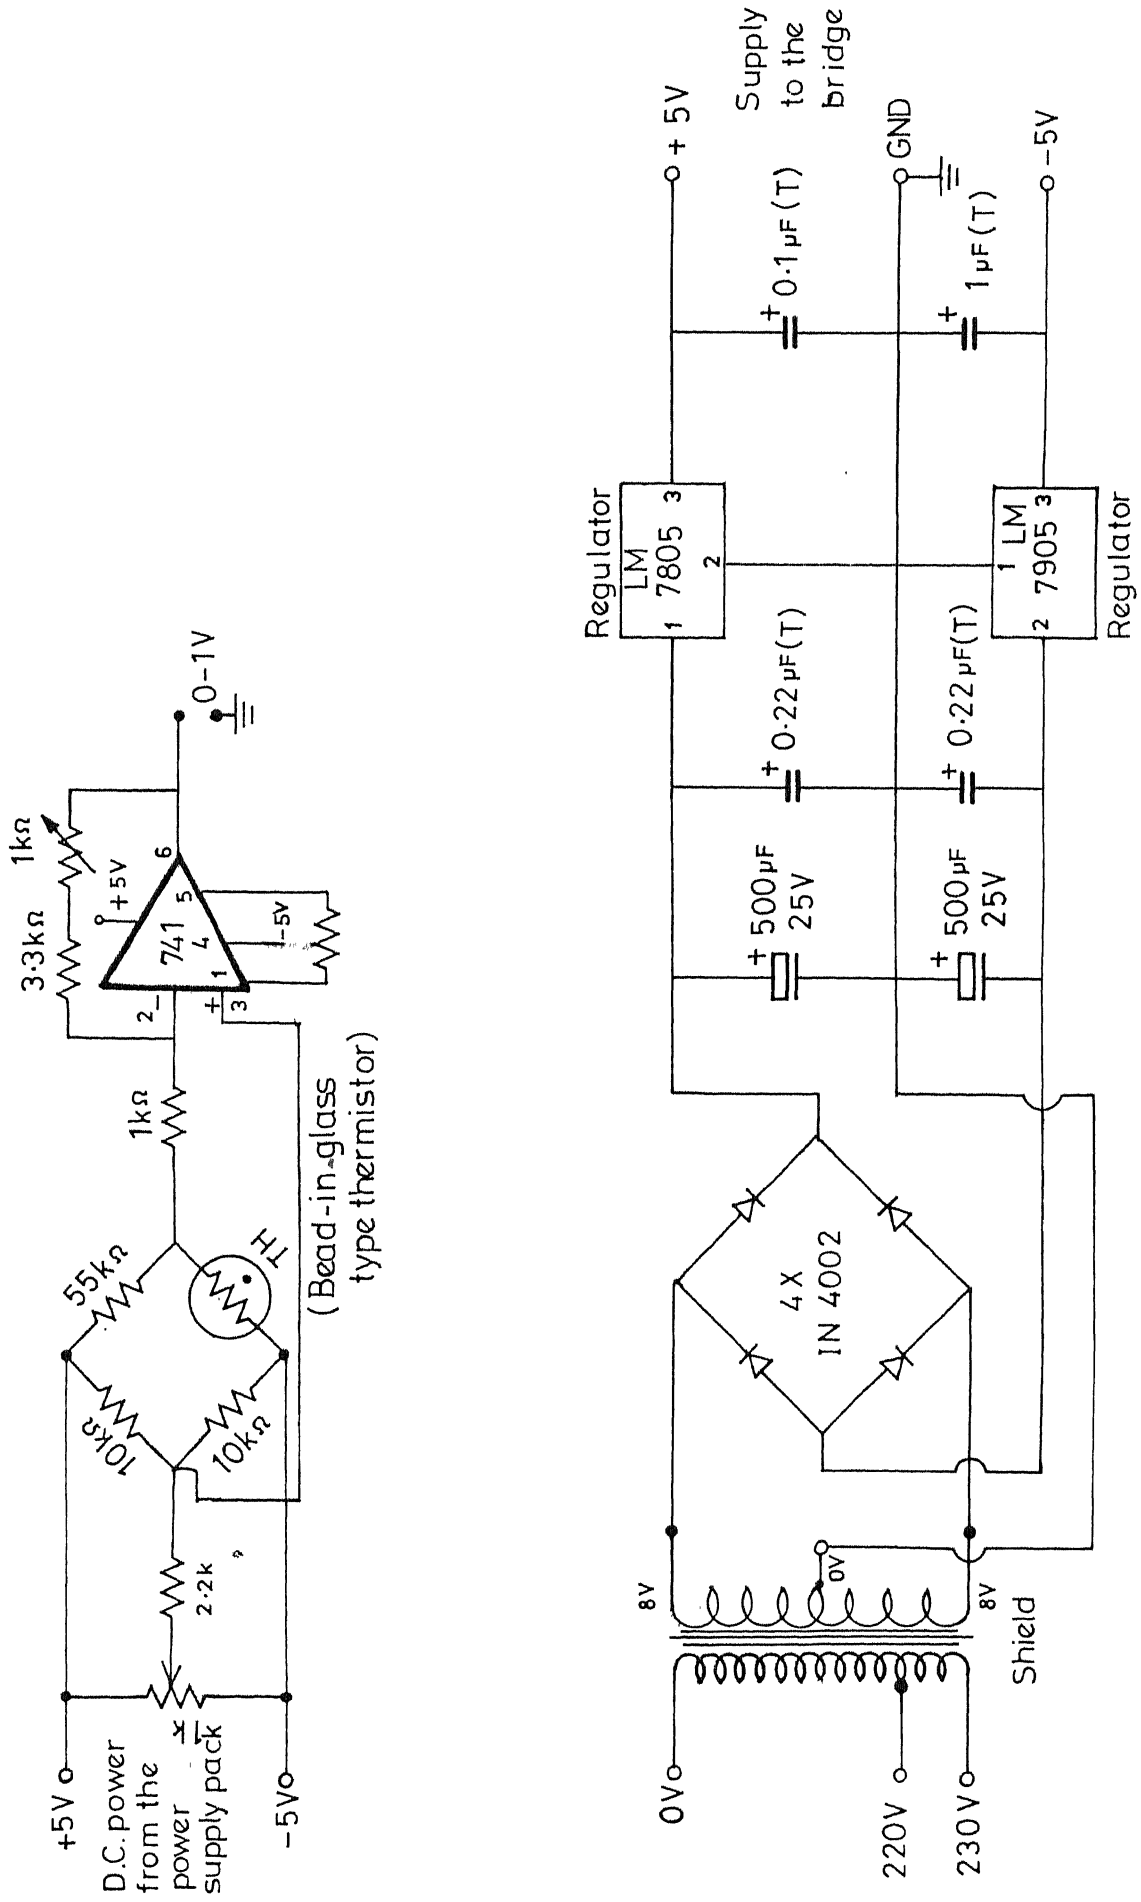 +5V
D.C. power
from the
power
supply pack
-5V
1k
2.2k
10kΩ
10kΩ
55kΩ
TH
(Bead-in-glass
type thermistor)
1kΩ
3.3kΩ
1kΩ
2
-
+
3
+5V
741
4
1
5
-5V
6
0-1V
0V
220V
230V
8V
0V
8V
Shield
4X
IN 4002
+
500µF
25V
+
500µF
25V
+
0.22µF(T)
+
0.22µF(T)
Regulator
LM
7805
1
2
3
LM
7905
1
2
3
Regulator
+
0.1µF(T)
+
1µF(T)
+5V
GND
-5V
Supply
to the
bridge